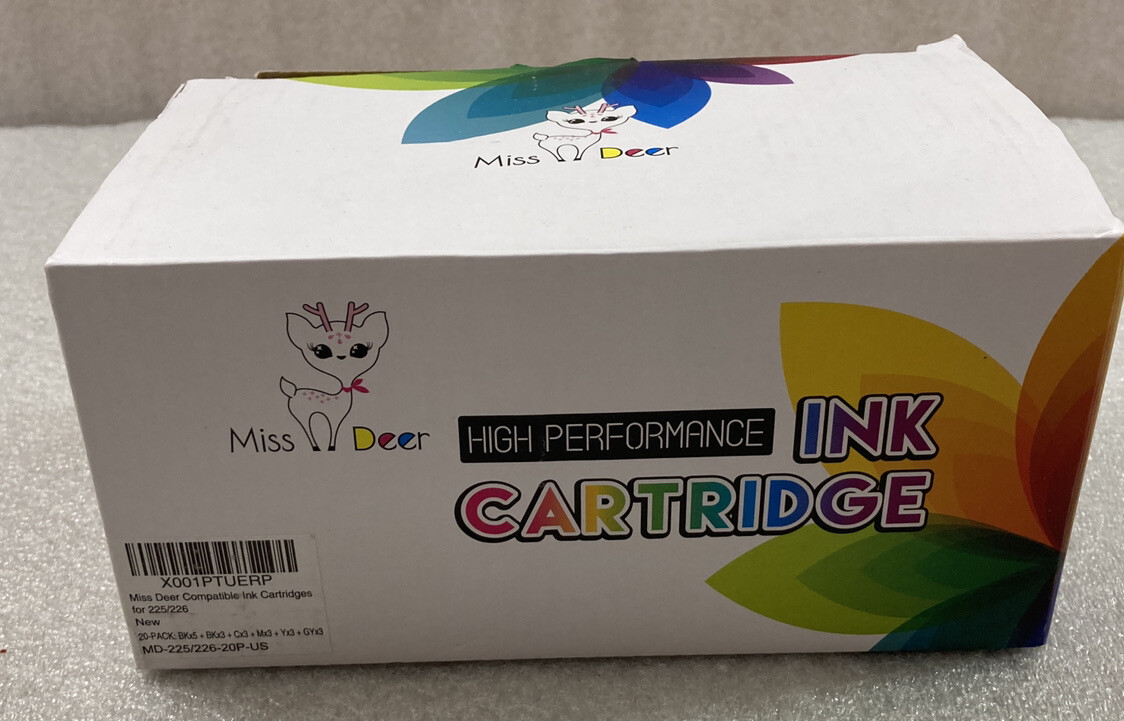 Miss Deer
Miss Deer
HIGH PERFORMANCE INK
CARTRIDGE
X001PTUERP
Miss Deer Compatible Ink Cartridges
for 225/226
New
20-PACK: BKx5 + BKx3 + Cx3 + Mx3 + Yx3 + GYx3
MD-225/226-20P-US